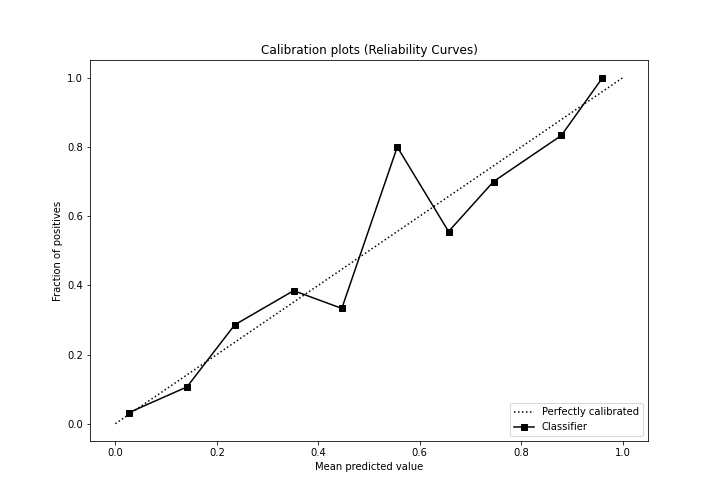 Calibration plots (Reliability Curves)
1.0
0.8
0.6
0.4
0.2
0.0
Fraction of positives
0.0 0.2 0.4 0.6 0.8 1.0
Mean predicted value
Perfectly calibrated
Classifier